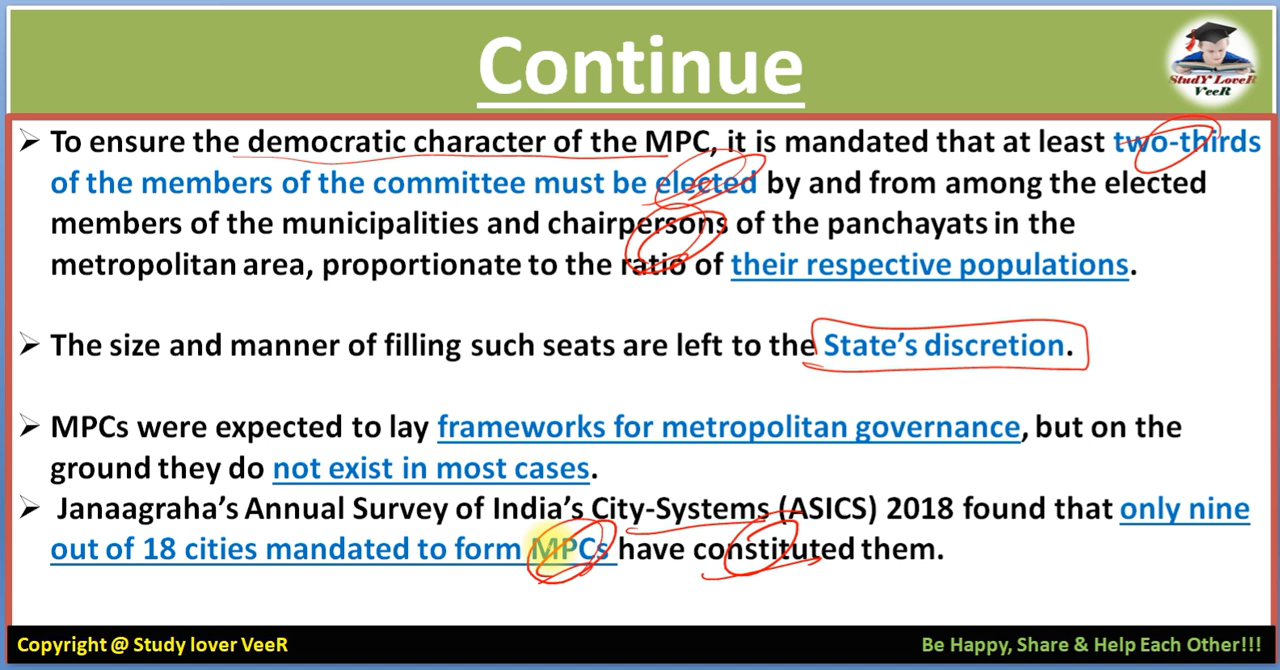 Continue
StudY LoveR
VeeR
➢ To ensure the democratic character of the MPC, it is mandated that at least two-thirds
of the members of the committee must be elected by and from among the elected
members of the municipalities and chairpersons of the panchayats in the
metropolitan area, proportionate to the ratio of their respective populations.
➢ The size and manner of filling such seats are left to the State’s discretion.
➢ MPCs were expected to lay frameworks for metropolitan governance, but on the
ground they do not exist in most cases.
➢ Janaagraha’s Annual Survey of India’s City-Systems (ASICS) 2018 found that only nine
out of 18 cities mandated to form MPCs have constituted them.
Copyright @ Study lover VeeR
Be Happy, Share & Help Each Other!!!